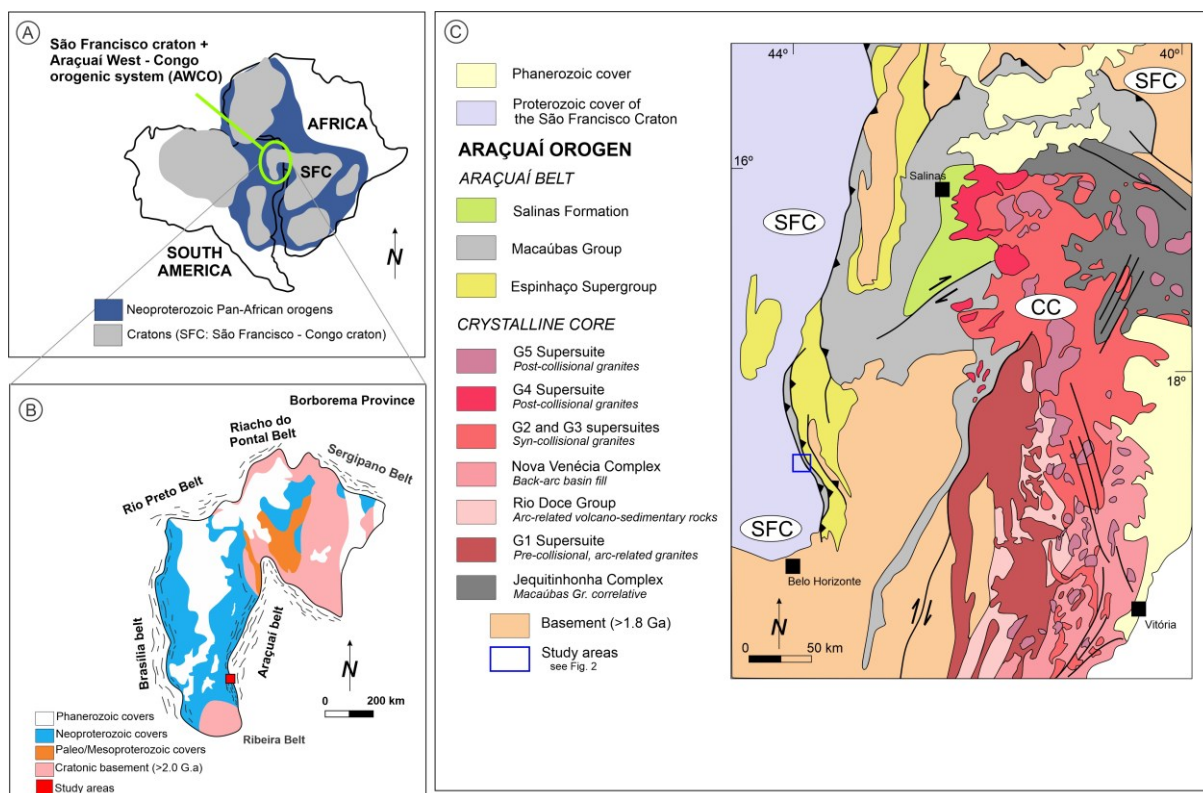 A
São Francisco craton +
Araçuaí West - Congo
orogenic system (AWCO)
AFRICA
SFC
SOUTH
AMERICA
N
Neoproterozoic Pan-African orogens
Cratons (SFC: São Francisco - Congo craton)
B
Borborema Province
Riacho do
Pontal Belt
Sergipano Belt
Rio Preto Belt
Brasília belt
Araçuaí belt
N
0 200 km
Ribeira Belt
Phanerozoic covers
Neoproterozoic covers
Paleo/Mesoproterozoic covers
Cratonic basement (>2.0 G.a)
Study areas
C
Phanerozoic cover
Proterozoic cover of
the São Francisco Craton
ARAÇUAÍ OROGEN
ARAÇUAÍ BELT
Salinas Formation
Macaúbas Group
Espinhaço Supergroup
CRYSTALLINE CORE
G5 Supersuite
Post-collisional granites
G4 Supersuite
Post-collisional granites
G2 and G3 supersuites
Syn-collisional granites
Nova Venécia Complex
Back-arc basin fill
Rio Doce Group
Arc-related volcano-sedimentary rocks
G1 Supersuite
Pre-collisional, arc-related granites
Jequitinhonha Complex
Macaúbas Gr. correlative
Basement (>1.8 Ga)
Study areas
see Fig. 2
44º
40º
SFC
16º
Salinas
SFC
CC
18º
SFC
Belo Horizonte
N
Vitória
0 50 km